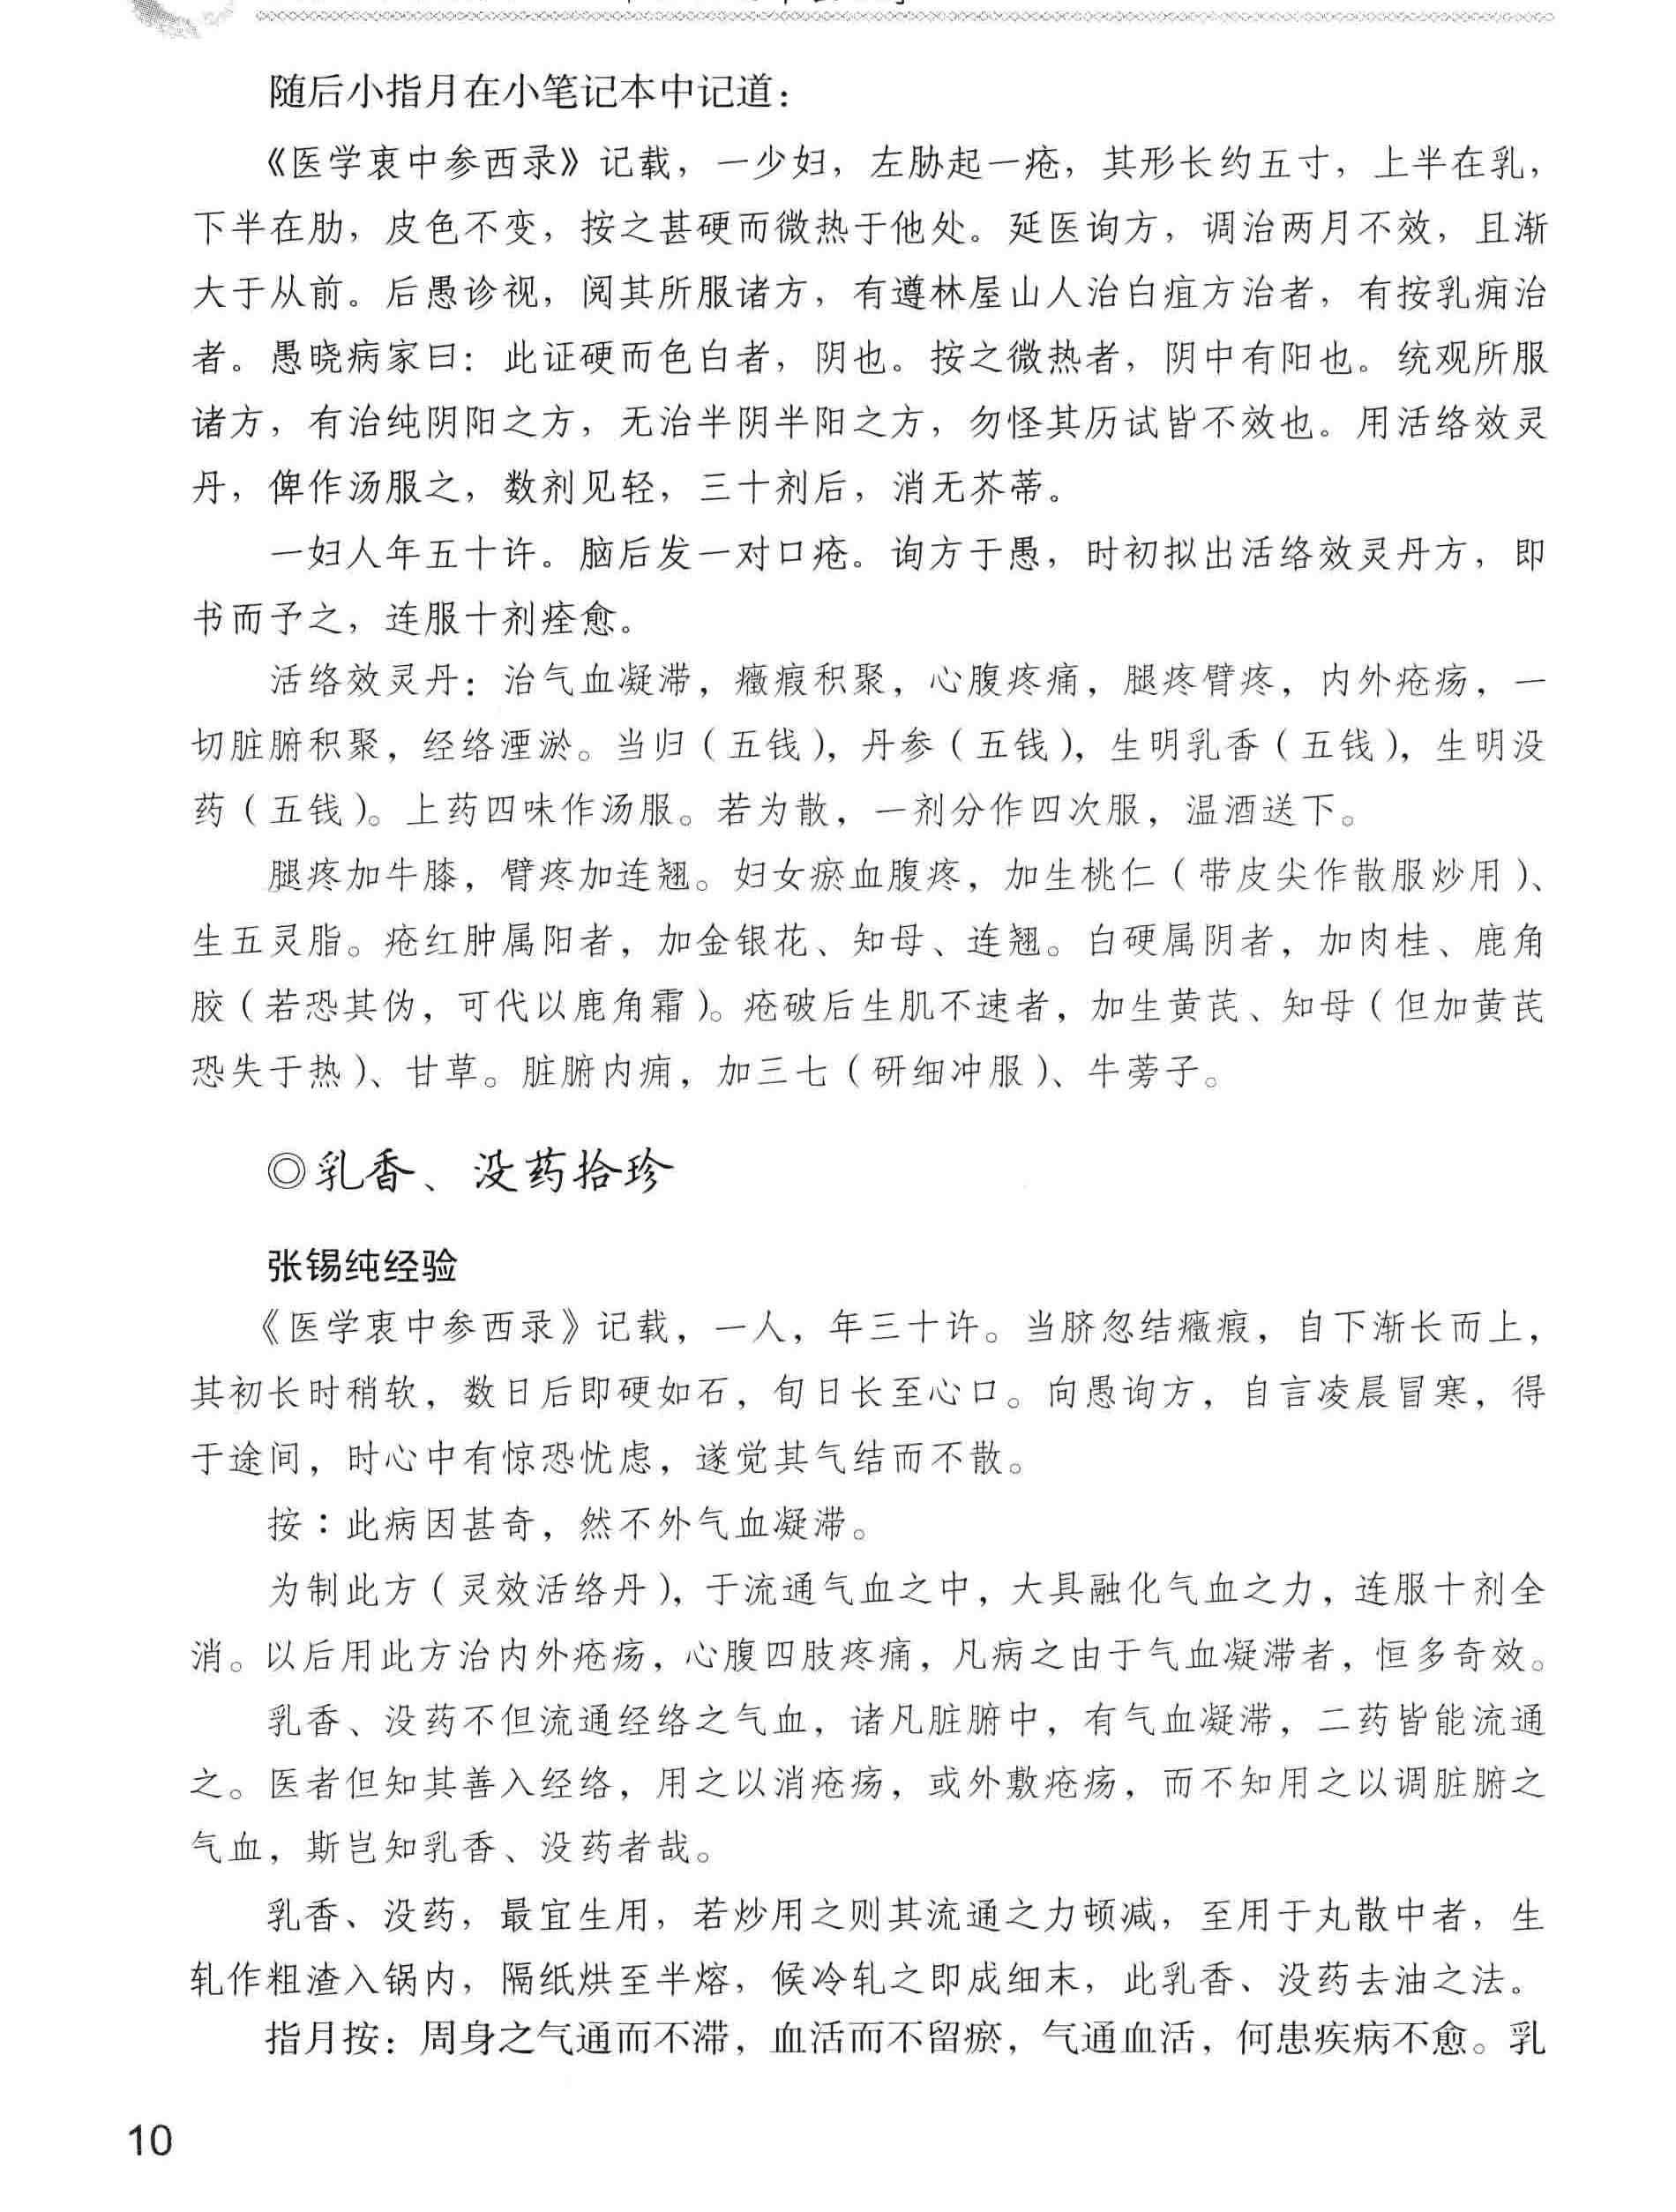 随后小指月在小笔记本中记道：
《医学衷中参西录》记载，一少妇，左胁起一疮，其形长约五寸，上半在乳，
下半在肋，皮色不变，按之甚硬而微热于他处。延医询方，调治两月不效，且渐
大于从前。后愚诊视，阅其所服诸方，有遵林屋山人治白疽方治者，有按乳痈治
者。愚晓病家曰：此证硬而色白者，阴也。按之微热者，阴中有阳也。统观所服
诸方，有治纯阴阳之方，无治半阴半阳之方，勿怪其历试皆不效也。用活络效灵
丹，俾作汤服之，数剂见轻，三十剂后，消无芥蒂。
一妇人年五十许。脑后发一对口疮。询方于愚，时初拟出活络效灵丹方，即
书而予之，连服十剂痊愈。
活络效灵丹：治气血凝滞，癥瘕积聚，心腹疼痛，腿疼臂疼，内外疮疡，一
切脏腑积聚，经络湮淤。当归（五钱），丹参（五钱），生明乳香（五钱），生明没
药（五钱）。上药四味作汤服。若为散，一剂分作四次服，温酒送下。
腿疼加牛膝，臂疼加连翘。妇女瘀血腹疼，加生桃仁（带皮尖作散服炒用）、
生五灵脂。疮红肿属阳者，加金银花、知母、连翘。白硬属阴者，加肉桂、鹿角
胶（若恐其伪，可代以鹿角霜）。疮破后生肌不速者，加生黄芪、知母（但加黄芪
恐失于热）、甘草。脏腑内痈，加三七（研细冲服）、牛蒡子。
◎乳香、没药拾珍
张锡纯经验
《医学衷中参西录》记载，一人，年三十许。当脐忽结癥瘕，自下渐长而上，
其初长时稍软，数日后即硬如石，旬日长至心口。向愚询方，自言凌晨冒寒，得
于途间，时心中有惊恐忧虑，遂觉其气结而不散。
按：此病因甚奇，然不外气血凝滞。
为制此方（灵效活络丹），于流通气血之中，大具融化气血之力，连服十剂全
消。以后用此方治内外疮疡，心腹四肢疼痛，凡病之由于气血凝滞者，恒多奇效。
乳香、没药不但流通经络之气血，诸凡脏腑中，有气血凝滞，二药皆能流通
之。医者但知其善入经络，用之以消疮疡，或外敷疮疡，而不知用之以调脏腑之
气血，斯岂知乳香、没药者哉。
乳香、没药，最宜生用，若炒用之则其流通之力顿减，至用于丸散中者，生
轧作粗渣入锅内，隔纸烘至半熔，候冷轧之即成细末，此乳香、没药去油之法。
指月按：周身之气通而不滞，血活而不留瘀，气通血活，何患疾病不愈。乳
10